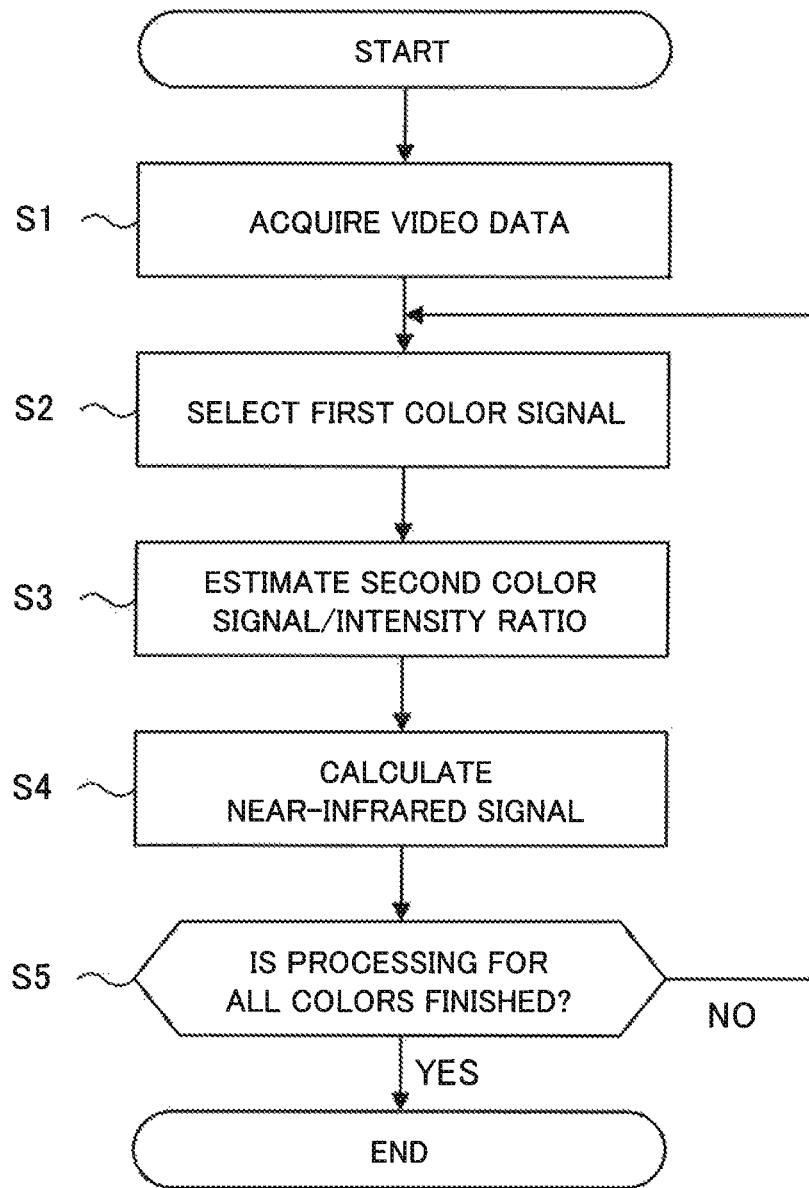 START
S1
ACQUIRE VIDEO DATA
S2
SELECT FIRST COLOR SIGNAL
S3
ESTIMATE SECOND COLOR
SIGNAL/INTENSITY RATIO
S4
CALCULATE
NEAR-INFRARED SIGNAL
S5
IS PROCESSING FOR
ALL COLORS FINISHED?
NO
YES
END